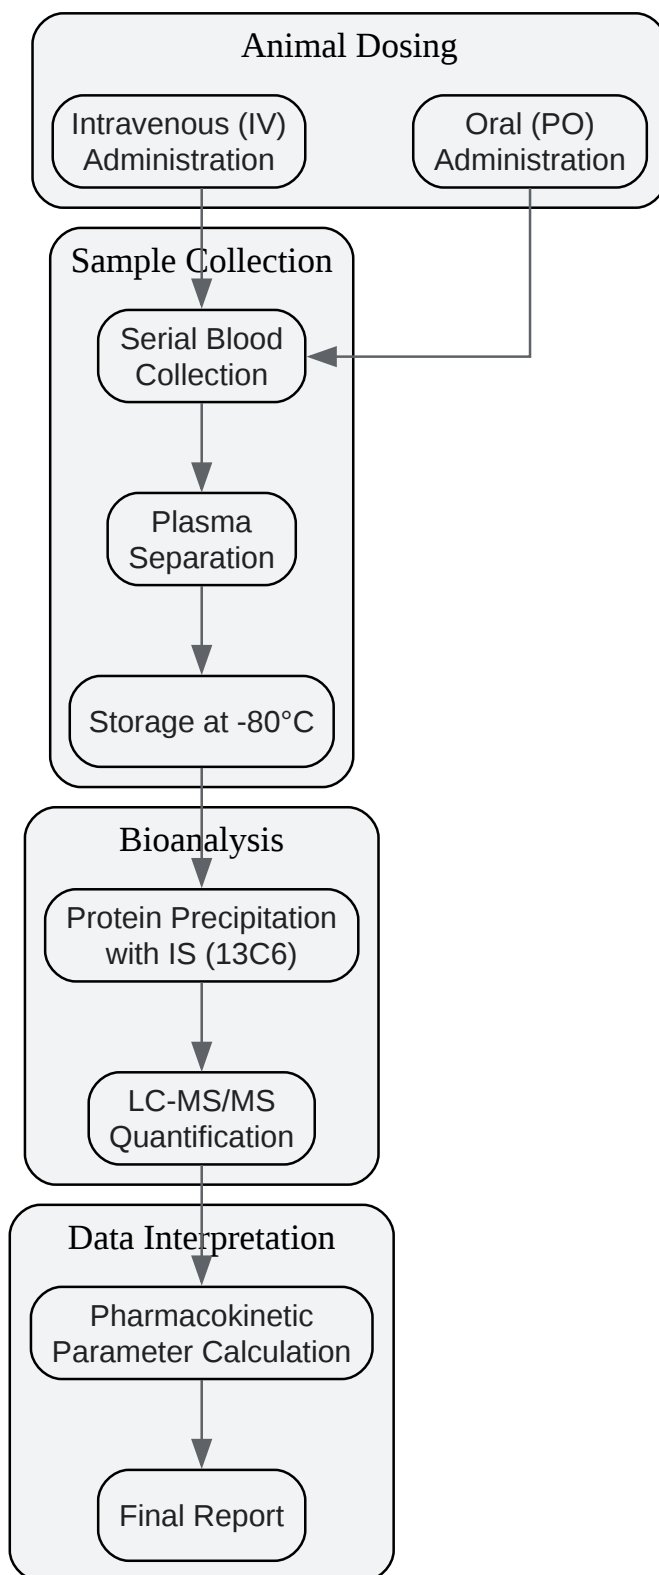 Animal Dosing
Intravenous (IV)
Administration
Oral (PO)
Administration
Sample Collection
Serial Blood
Collection
Plasma
Separation
Storage at -80°C
Bioanalysis
Protein Precipitation
with IS (13C6)
LC-MS/MS
Quantification
Data Interpretation
Pharmacokinetic
Parameter Calculation
Final Report